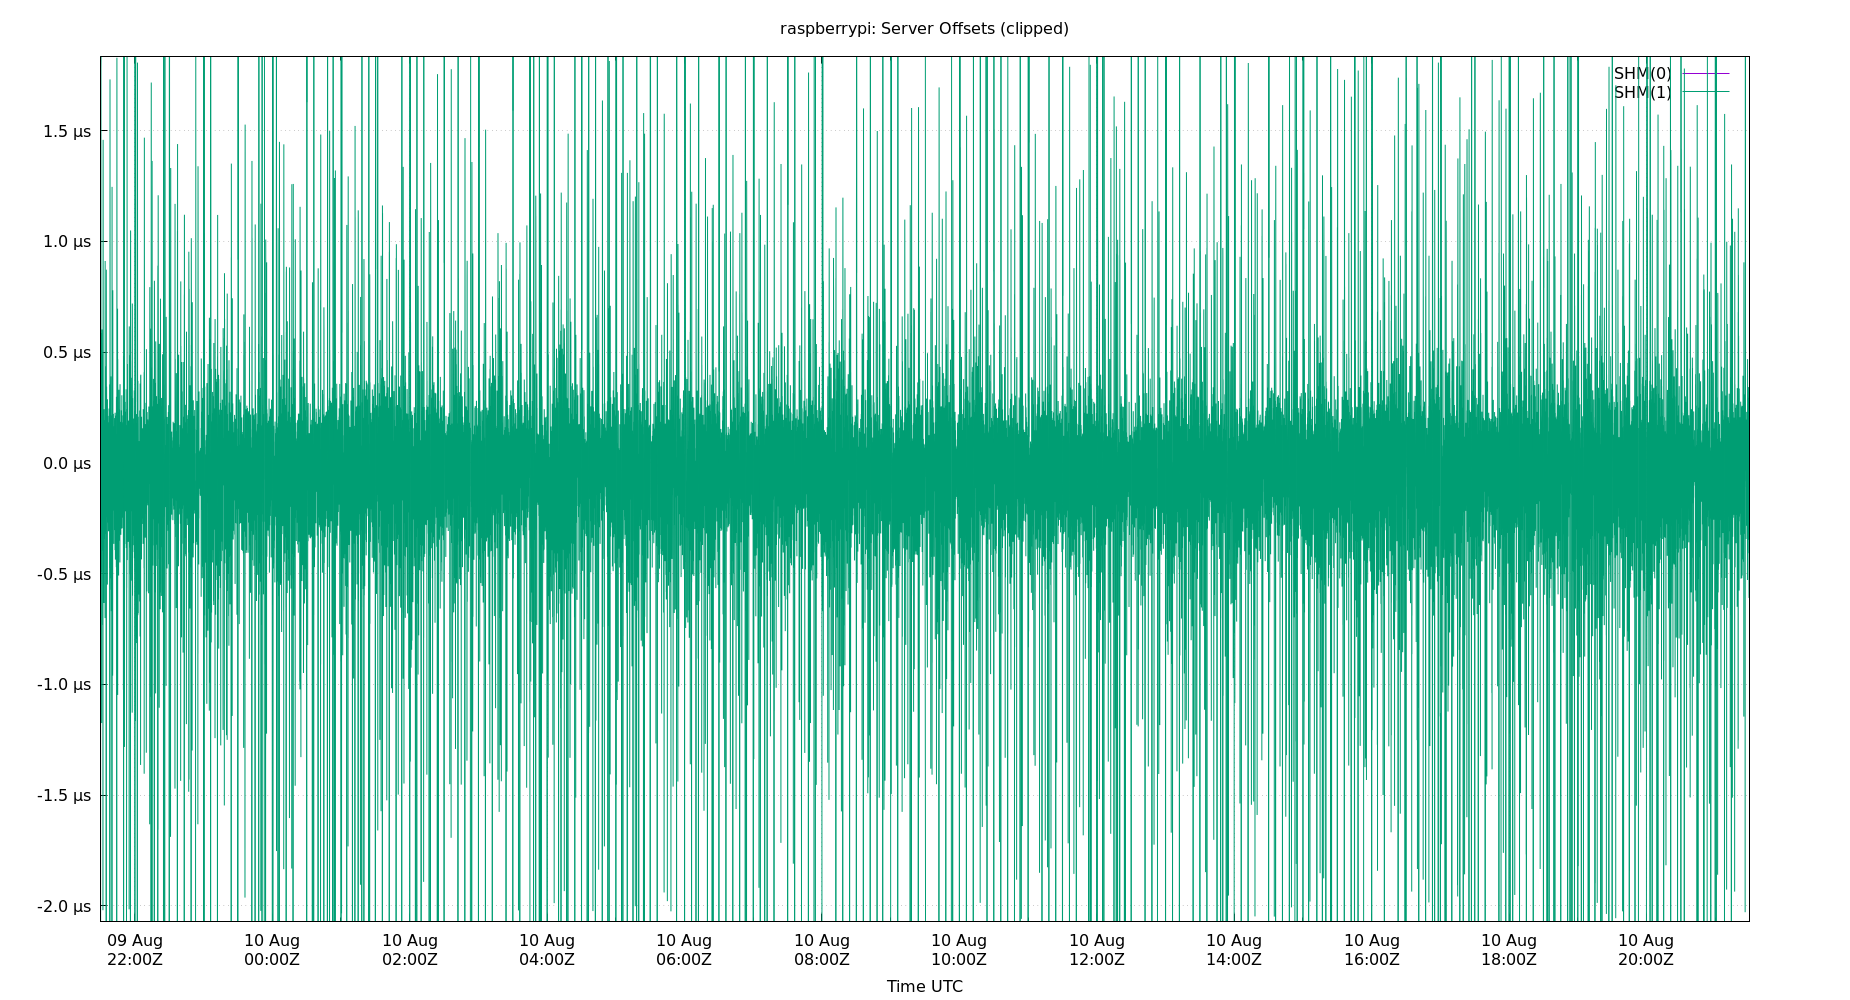 raspberrypi: Server Offsets (clipped)
SHM(0)
SHM(1)
1.5 µs
1.0 µs
0.5 µs
0.0 µs
-0.5 µs
-1.0 µs
-1.5 µs
-2.0 µs
09 Aug 10 Aug 10 Aug 10 Aug 10 Aug 10 Aug 10 Aug 10 Aug 10 Aug 10 Aug 10 Aug 10 Aug
22:00Z 00:00Z 02:00Z 04:00Z 06:00Z 08:00Z 10:00Z 12:00Z 14:00Z 16:00Z 18:00Z 20:00Z
Time UTC